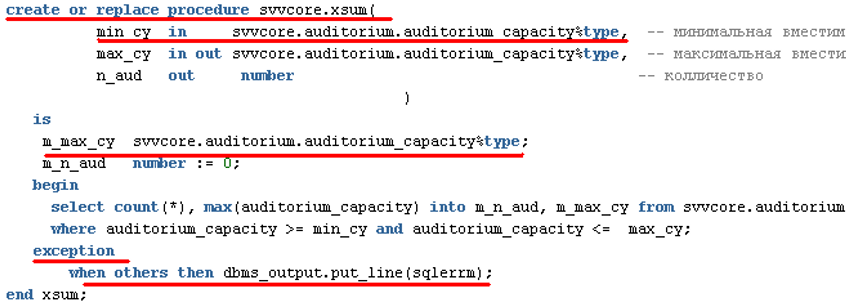 create or replace procedure svvcore.xsum(
min_cy in svvcore.auditorium.auditorium_capacity%type, -- минимальная вместим
max_cy in out svvcore.auditorium.auditorium_capacity%type, -- максимальная вместим
n_aud out number -- колличество
)
is
m_max_cy svvcore.auditorium.auditorium_capacity%type;
m_n_aud number := 0;
begin
select count(*), max(auditorium_capacity) into m_n_aud, m_max_cy from svvcore.auditorium
where auditorium_capacity >= min_cy and auditorium_capacity <= max_cy;
exception
when others then dbms_output.put_line(sqlerrm);
end xsum;